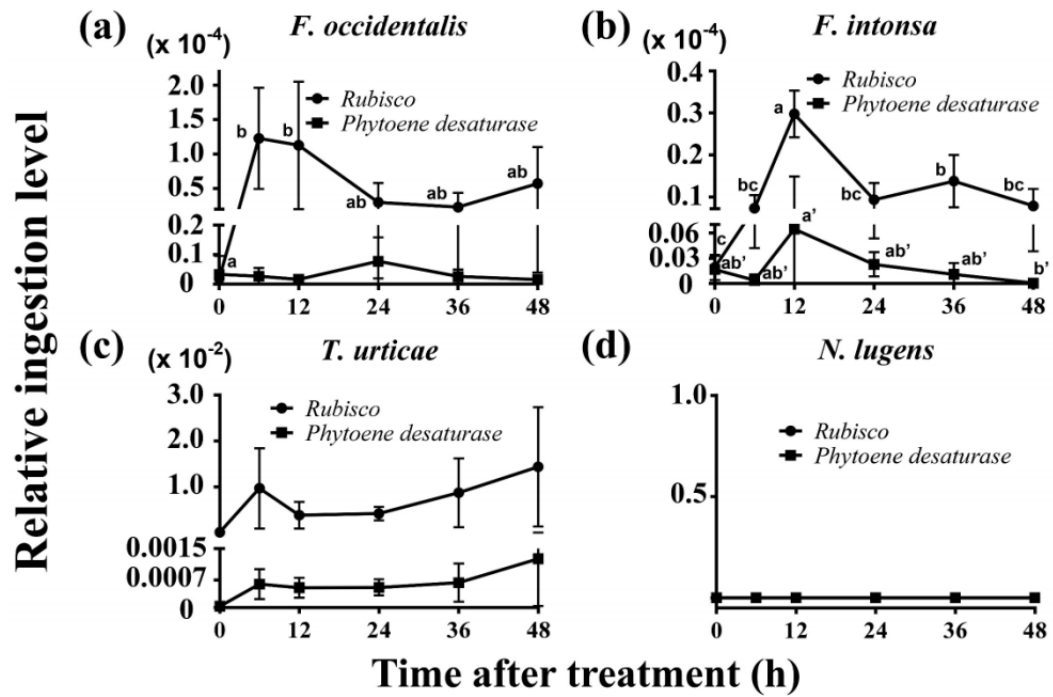 (a)
F. occidentalis
(x 10-4)
2.0
1.5
1.0
0.5
0.2
0.1
0
Rubisco
Phytoene desaturase
a
b
b
ab
ab
ab
0
12
24
36
48
(b)
F. intonsa
(x 10-4)
0.4
0.3
0.2
0.1
0.06
0.03
0
Rubisco
Phytoene desaturase
c
bc
a
bc
b
bc
ab’
ab’
a’
ab’
ab’
b’
0
12
24
36
48
(c)
T. urticae
(x 10-2)
3.0
2.0
1.0
0.0015
0.0007
0
Rubisco
Phytoene desaturase
0
12
24
36
48
(d)
N. lugens
1.0
0.5
Rubisco
Phytoene desaturase
0
12
24
36
48
Relative ingestion level
Time after treatment (h)